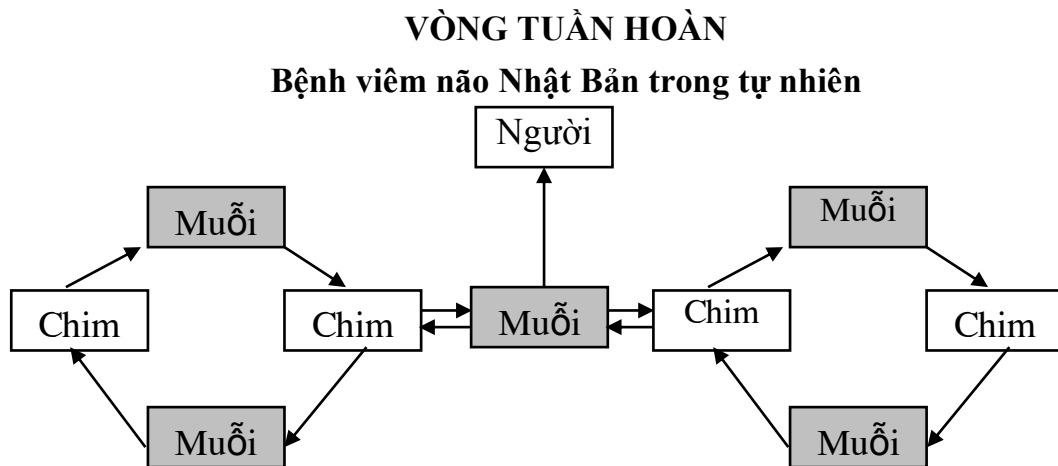 VÒNG TUẦN HOÀN
Bệnh viêm não Nhật Bản trong tự nhiên
Người
Muỗi
Muỗi
Chim
Chim
Muỗi
Chim
Chim
Muỗi
Muỗi